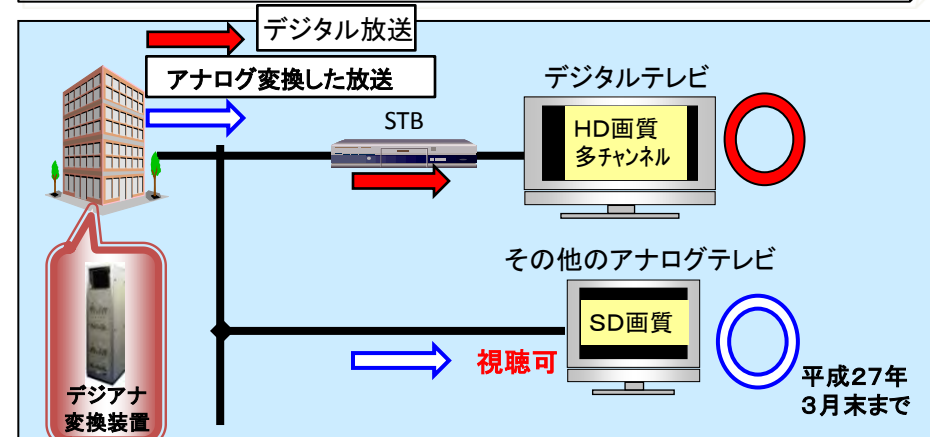 デジタル放送
アナログ変換した放送
デジタルテレビ
STB
HD画質
多チャンネル
その他のアナログテレビ
SD画質
視聴可
平成27年
3月末まで
デジアナ
変換装置